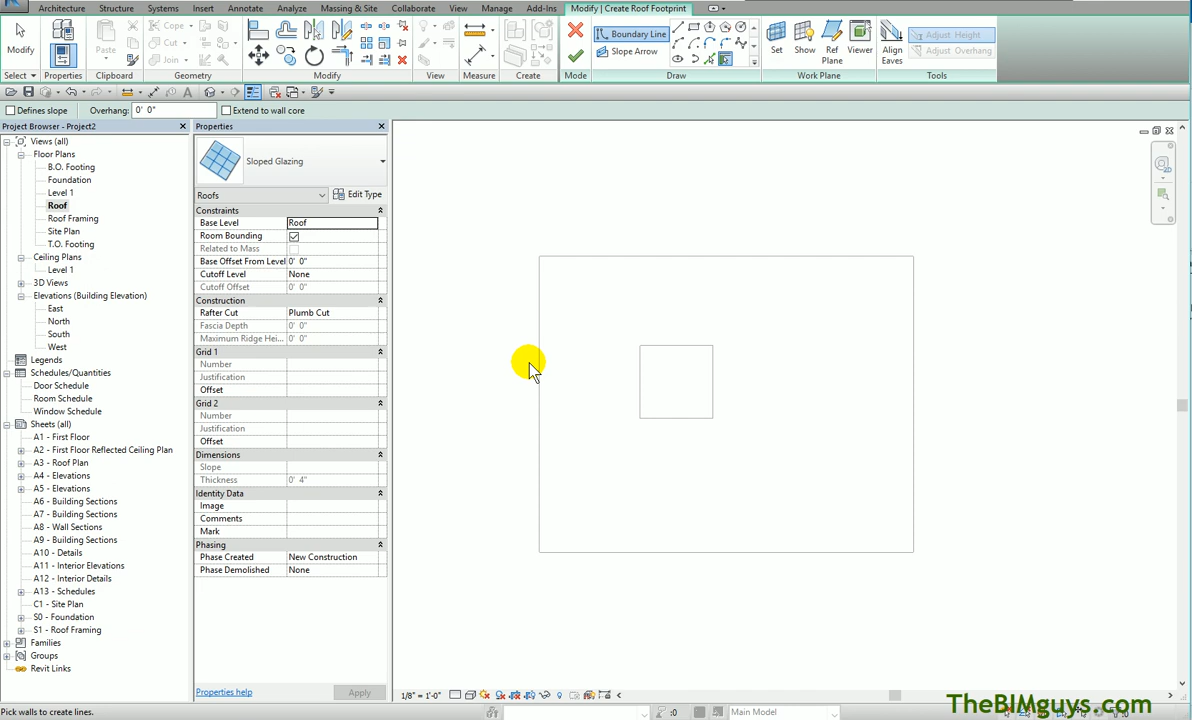 Architecture Structure Systems Insert Annotate Analyze Massing & Site Collaborate View Manage Add-Ins Modify | Create Roof Footprint
Modify
Paste
Cope
Cut
Join
Boundary Line
Slope Arrow
Set Show Ref Plane Viewer
Align Eaves
Adjust Height
Adjust Overhang
Select Properties Clipboard Geometry Modify View Measure Create Mode Draw Work Plane Tools
Defines slope Overhang: 0' 0" Extend to wall core
Project Browser - Project2
Views (all)
Floor Plans
B.O. Footing
Foundation
Level 1
Roof
Roof Framing
Site Plan
T.O. Footing
Ceiling Plans
Level 1
3D Views
Elevations (Building Elevation)
East
North
South
West
Legends
Schedules/Quantities
Door Schedule
Room Schedule
Window Schedule
Sheets (all)
A1 - First Floor
A2 - First Floor Reflected Ceiling Plan
A3 - Roof Plan
A4 - Elevations
A5 - Elevations
A6 - Building Sections
A7 - Building Sections
A8 - Wall Sections
A9 - Building Sections
A10 - Details
A11 - Interior Elevations
A12 - Interior Details
A13 - Schedules
C1 - Site Plan
S0 - Foundation
S1 - Roof Framing
Families
Groups
Revit Links
Properties
Sloped Glazing
Roofs Edit Type
Constraints
Base Level Roof
Room Bounding
Related to Mass
Base Offset From Level 0' 0"
Cutoff Level None
Cutoff Offset 0' 0"
Construction
Rafter Cut Plumb Cut
Fascia Depth 0' 0"
Maximum Ridge Hei... 0' 0"
Grid 1
Number
Justification
Offset
Grid 2
Number
Justification
Offset
Dimensions
Slope
Thickness 0' 4"
Identity Data
Image
Comments
Mark
Phasing
Phase Created New Construction
Phase Demolished None
Properties help Apply
1/8" = 1'-0"
Pick walls to create lines.
:0 Main Model
TheBIMguys.com